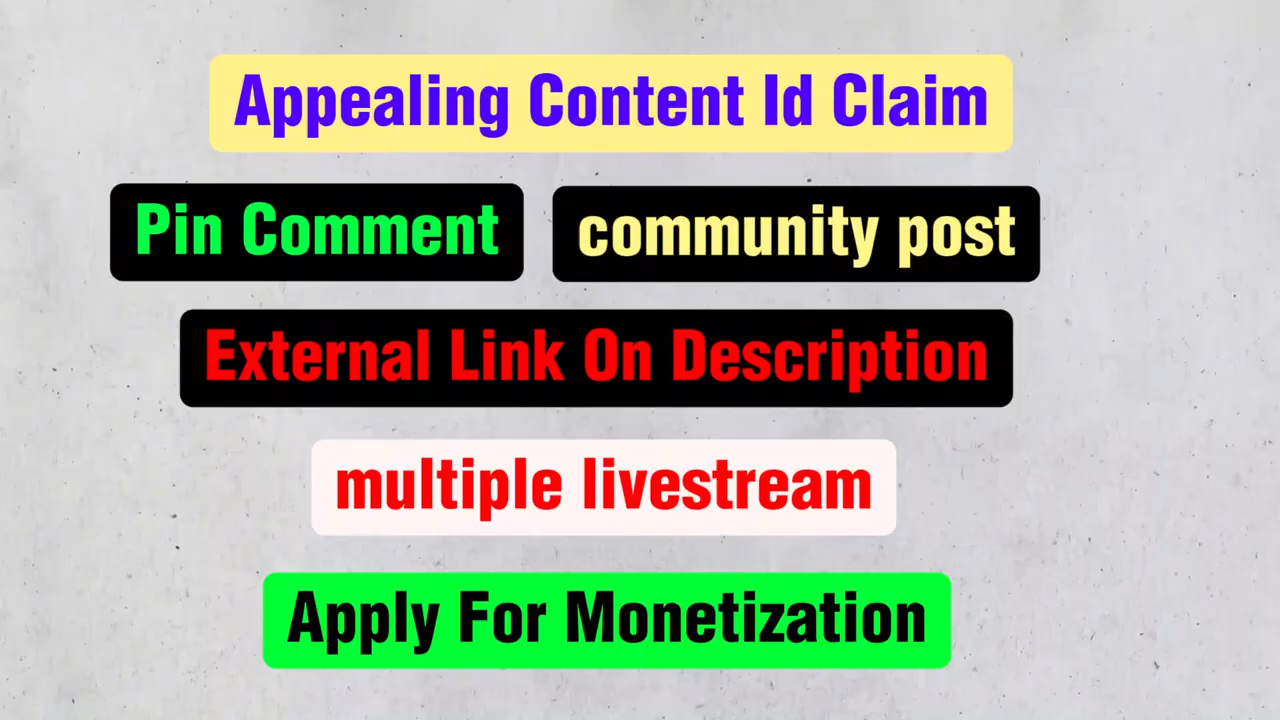 Appealing Content Id Claim
Pin Comment
community post
External Link On Description
multiple livestream
Apply For Monetization